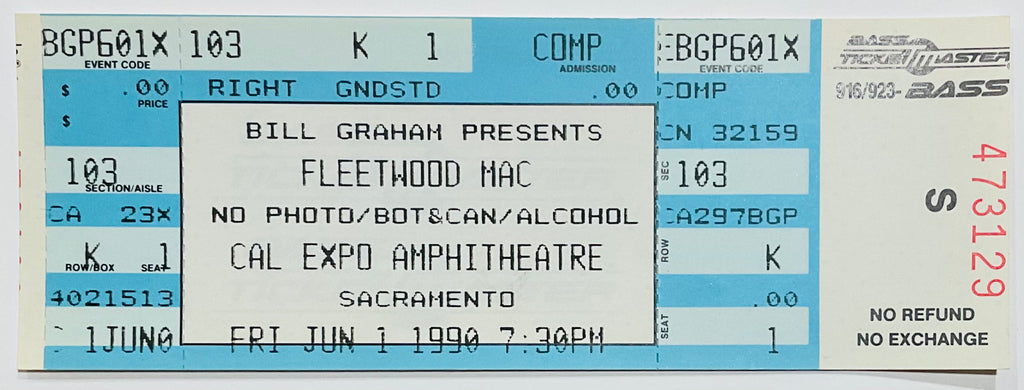 BGP601X
EVENT CODE
$ .00
PRICE
$
103
SECTION/AISLE
CA 23X
K 1
ROW/BOX SEAT
4021513
1JUN0
103 K 1 COMP
ADMISSION
RIGHT GNDSTD .00
BILL GRAHAM PRESENTS
FLEETWOOD MAC
NO PHOTO/BOT&CAN/ALCOHOL
CAL EXPO AMPHITHEATRE
SACRAMENTO
FRI JUN 1 1990 7:30PM
EBGP601X
EVENT CODE
COMP
CN 32159
SEC 103
CA297BGP
ROW K
.00
SEAT 1
BASS
TICKETMASTER
916/923-BASS
S
473129
NO REFUND
NO EXCHANGE